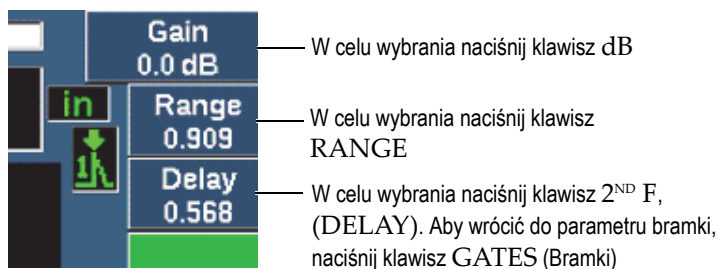 Gain
0.0 dB
W celu wybrania naciśnij klawisz dB
in
Range
0.909
W celu wybrania naciśnij klawisz
RANGE
1
Delay
0.568
W celu wybrania naciśnij klawisz 2ND F,
(DELAY). Aby wrócić do parametru bramki,
naciśnij klawisz GATES (Bramki)